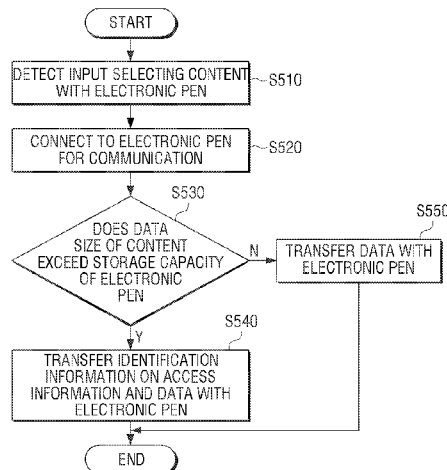 START
DETECT INPUT SELECTING CONTENT
WITH ELECTRONIC PEN
S510
CONNECT TO ELECTRONIC PEN
FOR COMMUNICATION
S520
S530
DOES DATA
SIZE OF CONTENT
EXCEED STORAGE CAPACITY
OF ELECTRONIC
PEN
N
S550
TRANSFER DATA WITH
ELECTRONIC PEN
Y
S540
TRANSFER IDENTIFICATION
INFORMATION ON ACCESS
INFORMATION AND DATA WITH
ELECTRONIC PEN
END